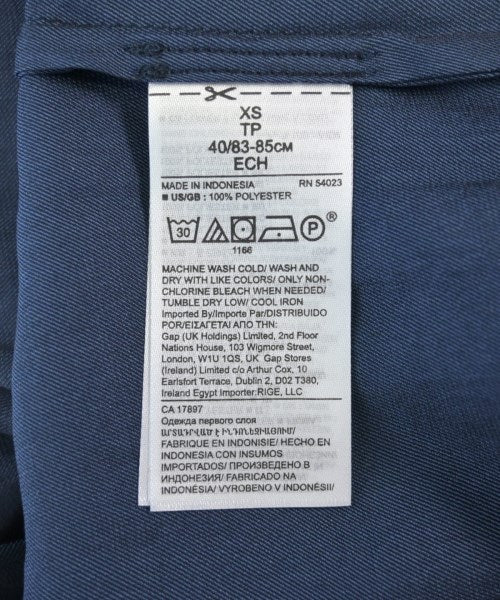 XS
TP
40/83-85CM
ECH
MADE IN INDONESIA RN 54023
■ US/GB : 100% POLYESTER
30 P ®
1166
MACHINE WASH COLD/ WASH AND
DRY WITH LIKE COLORS/ ONLY NON-
CHLORINE BLEACH WHEN NEEDED/
TUMBLE DRY LOW/ COOL IRON
Imported By/Importe Par/DISTRIBUIDO
POR/ΕΙΣΑΓΕΤΑΙ ΑΠΟ ΤΗΝ:
Gap (UK Holdings) Limited, 2nd Floor
Nations House, 103 Wigmore Street,
London, W1U 1QS, UK Gap Stores
(Ireland) Limited c/o Arthur Cox, 10
Earlsfort Terrace, Dublin 2, D02 T380,
Ireland Egypt Importer:RIGE, LLC
CA 17897
Одежда первого слоя
ԱՐՏԱԴՐՎԱԾ Է ԻՆԴՈՆԵԶԻԱՅՈՒՄ/
FABRIQUE EN INDONISIE/ HECHO EN
INDONESIA CON INSUMOS
IMPORTADOS/ ПРОИЗВЕДЕНО В
ИНДОНЕЗИЯ/ FABRICADO NA
INDONÉSIA/ VYROBENO V INDONÉSII/